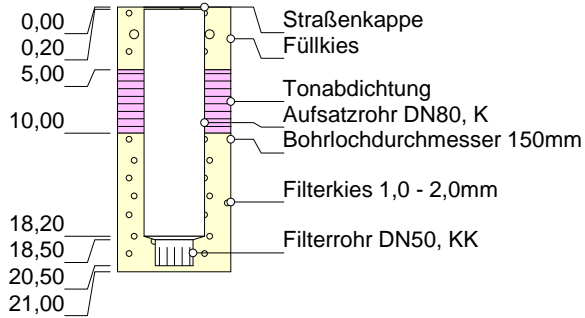 0,00
0,20
5,00
10,00
18,20
18,50
20,50
21,00
Straßenkappe
Füllkies
Tonabdichtung
Aufsatzrohr DN80, K
Bohrlochdurchmesser 150mm
Filterkies 1,0 - 2,0mm
Filterrohr DN50, KK